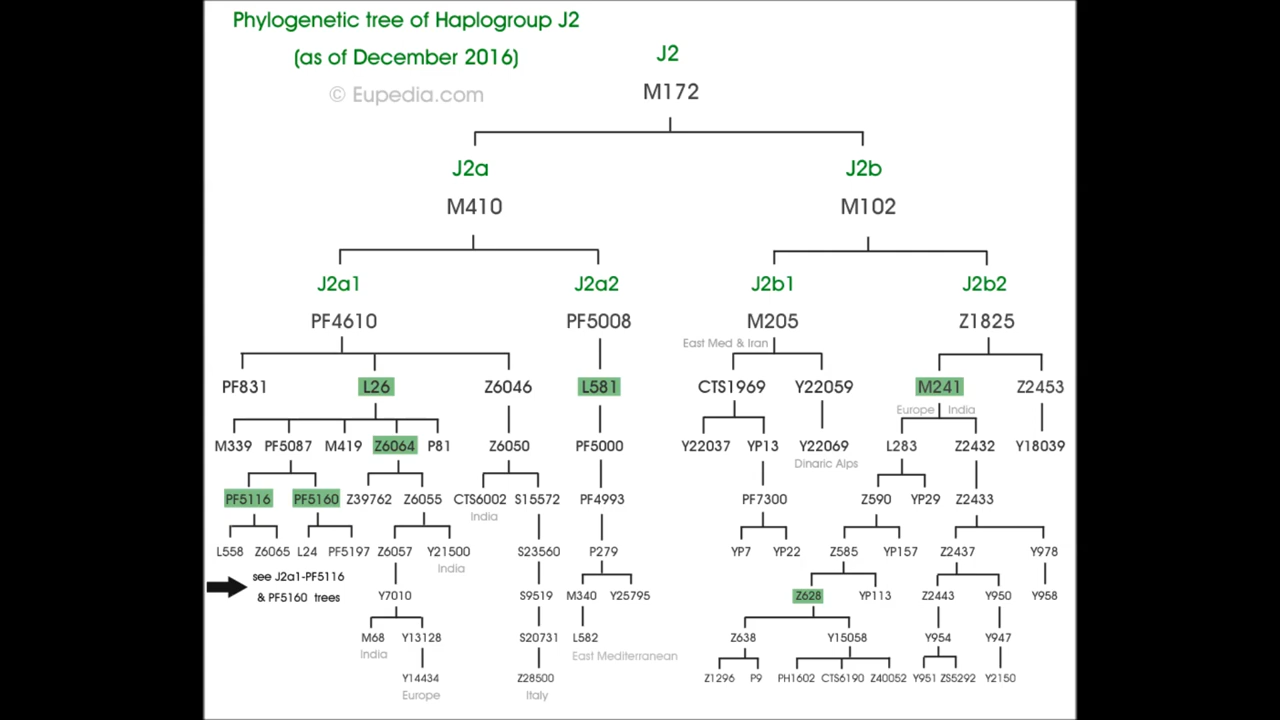 Phylogenetic tree of Haplogroup J2
(as of December 2016)
© Eupedia.com
J2
M172
J2a J2b
M410 M102
J2a1 J2a2 J2b1 J2b2
PF4610 PF5008 M205 Z1825
East Med & Iran
PF831 L26 Z6046 L581 CTS1969 Y22059 M241 Z2453
Europe India
M339 PF5087 M419 Z6064 P81 Z6050 PF5000 Y22037 YP13 Y22069 L283 Z2432 Y18039
Dinaric Alps
PF5116 PF5160 Z39762 Z6055 CTS6002 S15572 PF4993 PF7300 Z590 YP29 Z2433
India
L558 Z6065 L24 PF5197 Z6057 Y21500 S23560 P279 YP7 YP22 Z585 YP157 Z2437 Y978
India
see J2a1-PF5116
& PF5160 trees
Y7010 S9519 M340 Y25795 Z628 YP113 Z2443 Y950 Y958
M68 Y13128 S20731 L582 Z638 Y15058 Y954 Y947
India East Mediterranean
Y14434 Z28500 Z1296 P9 PH1602 CTS6190 Z40052 Y951 ZS5292 Y2150
Europe Italy